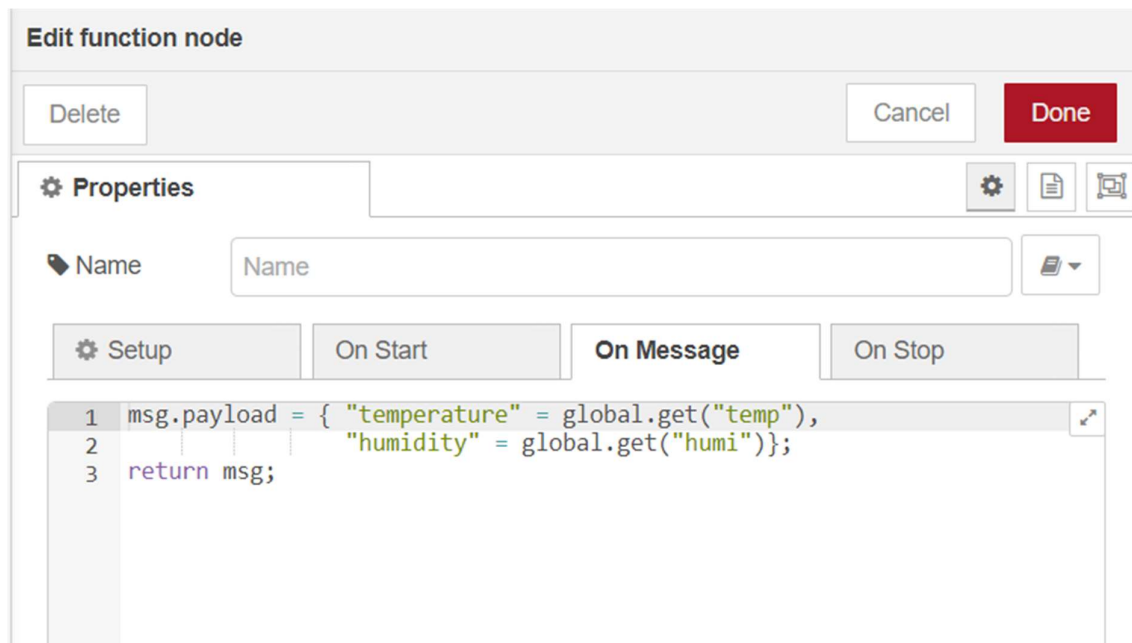 Edit function node
Delete Cancel Done
Properties
Name Name
Setup On Start On Message On Stop
1 msg.payload = { "temperature" = global.get("temp"),
2 "humidity" = global.get("humi")};
3 return msg;